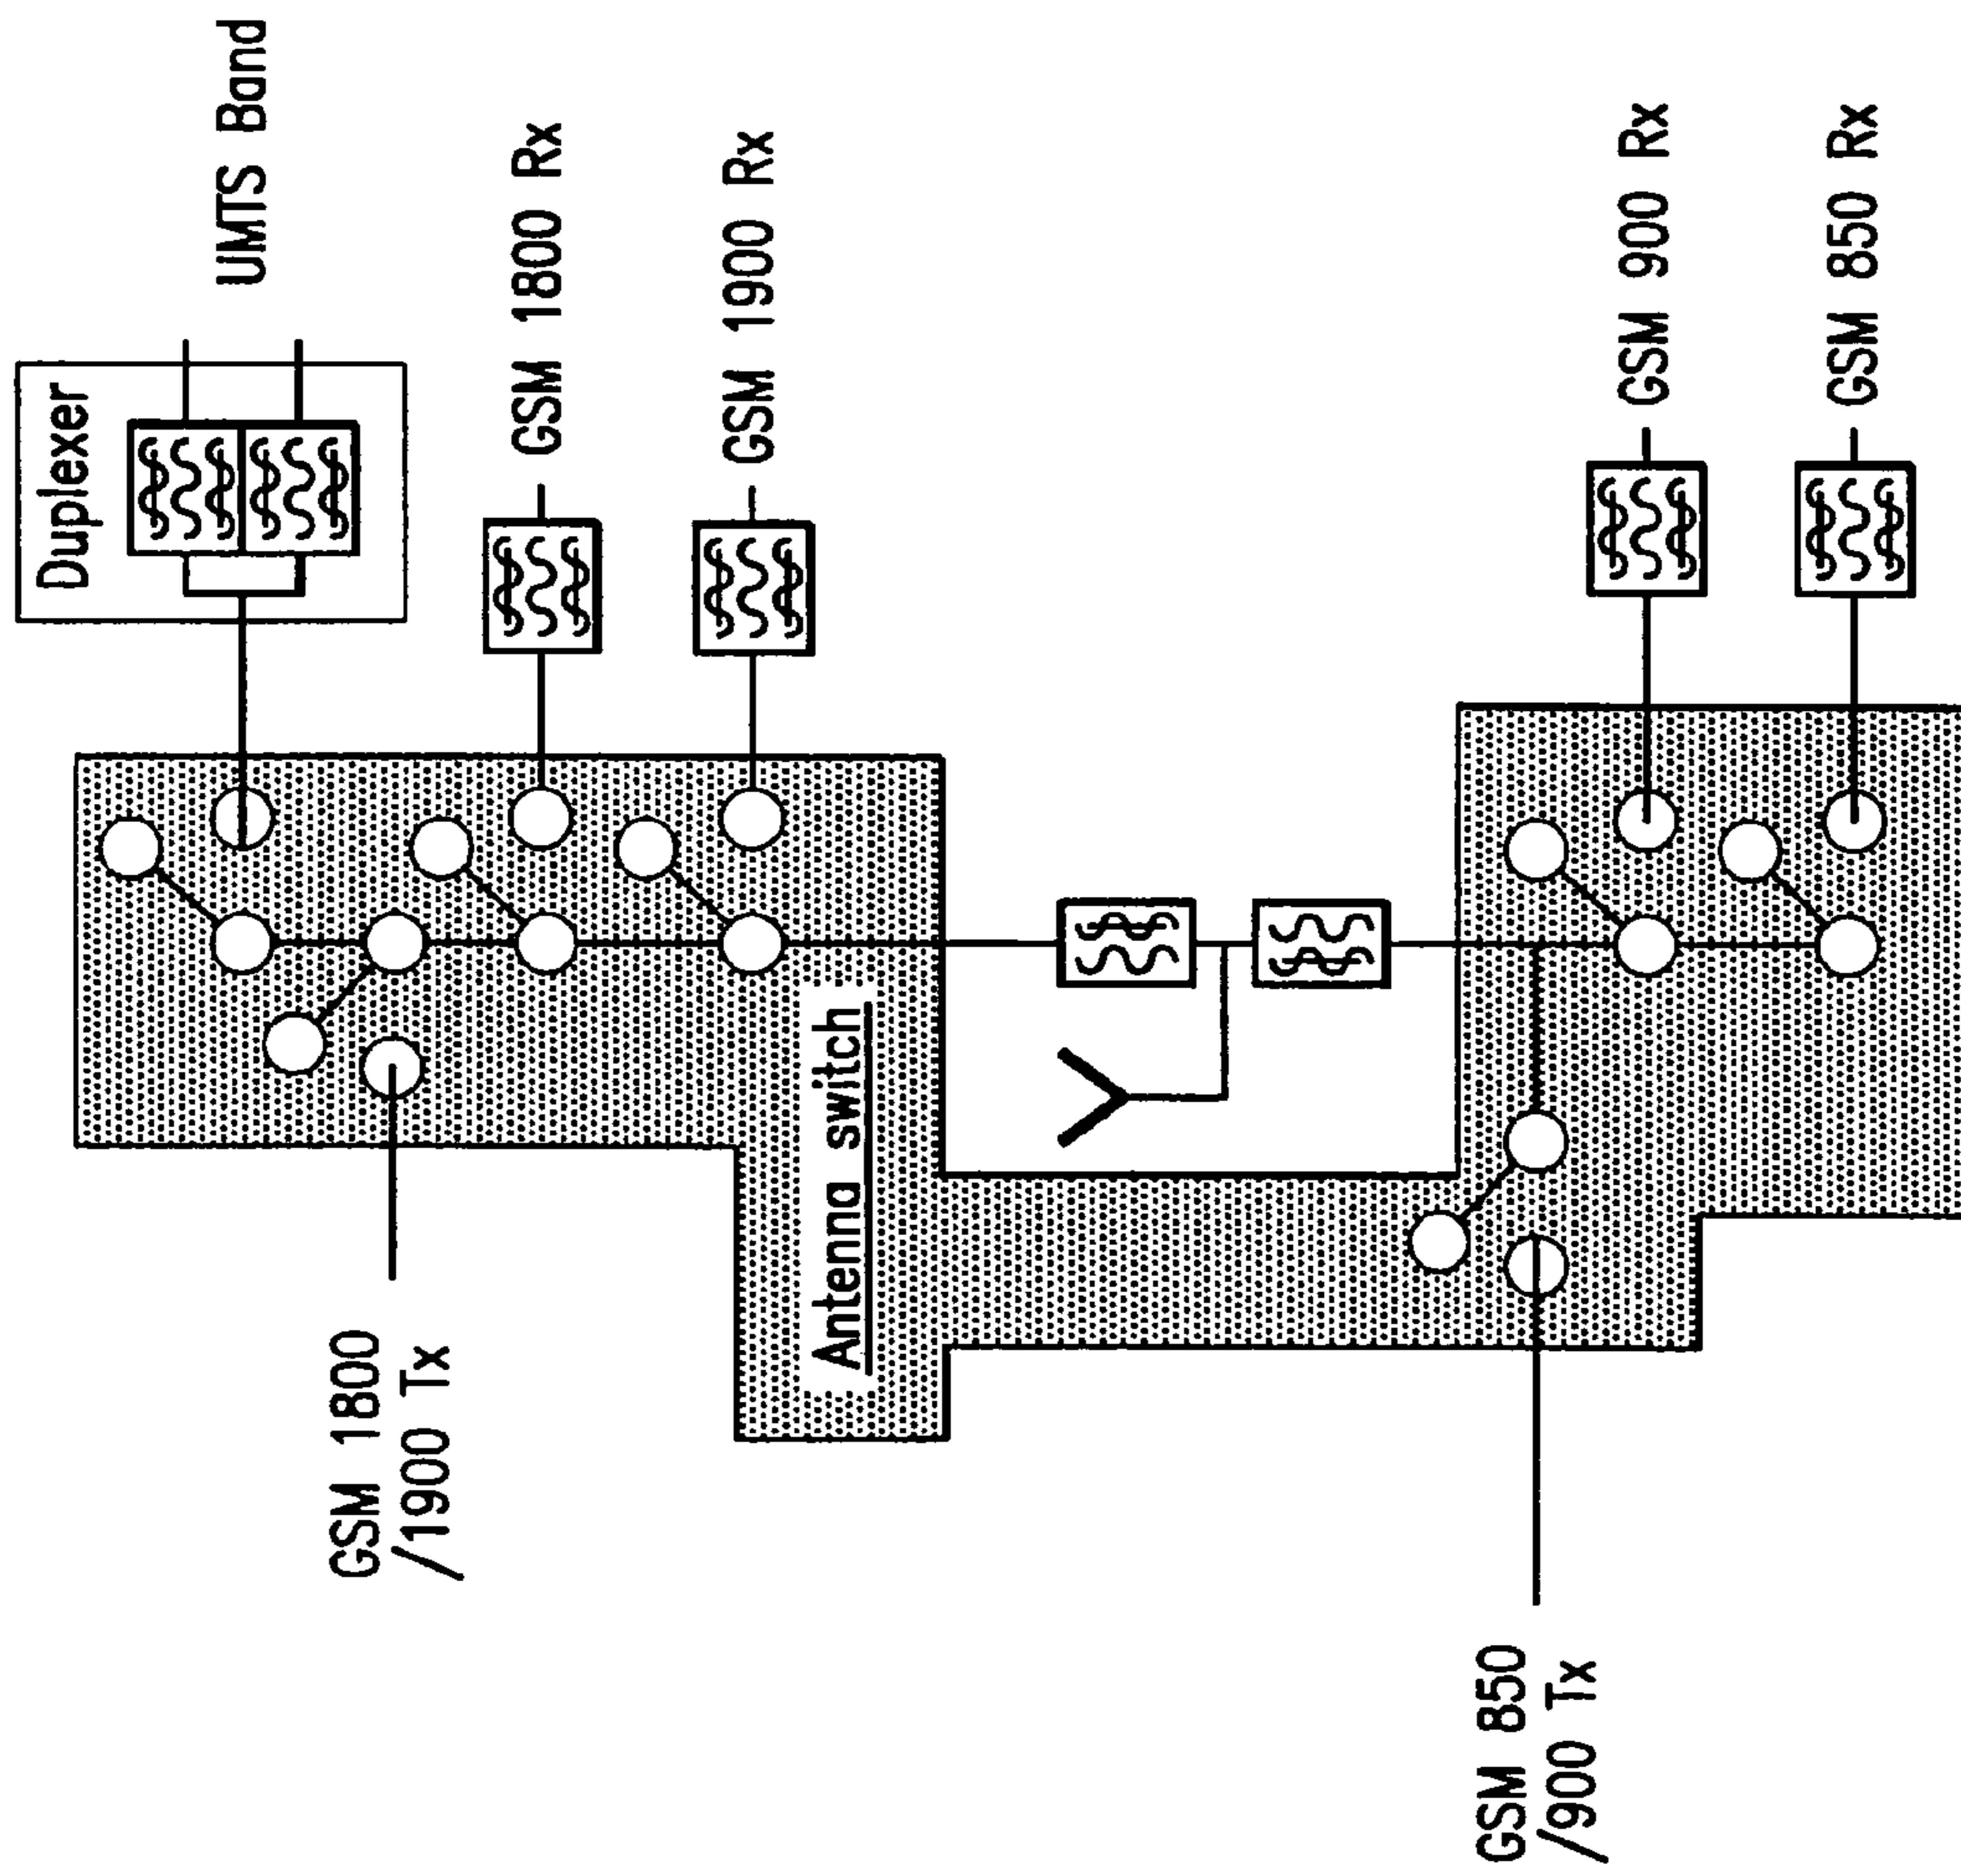 Duplexer
UMTS Band
GSM 1800 Rx
GSM 1900 Rx
GSM 900 Rx
GSM 850 Rx
Antenna switch
GSM 1800
/1900 Tx
GSM 850
/900 Tx